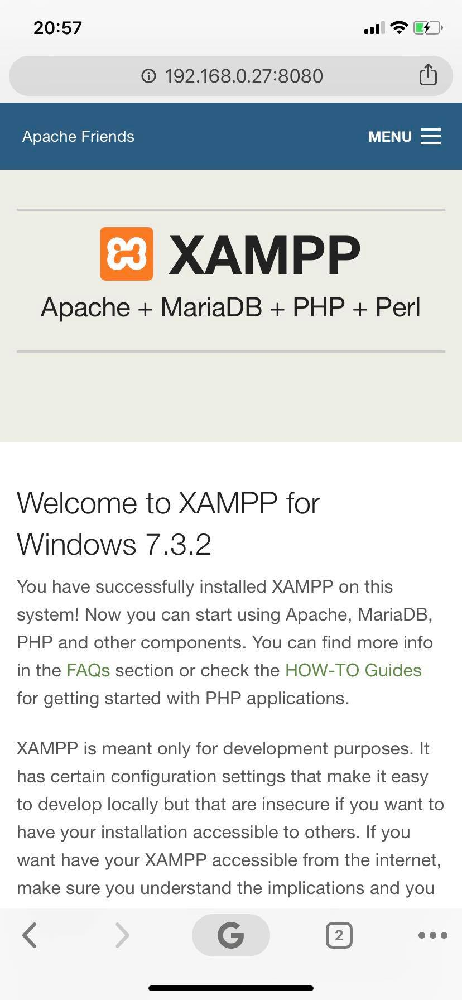 20:57
192.168.0.27:8080
Apache Friends
MENU
XAMPP
Apache + MariaDB + PHP + Perl
Welcome to XAMPP for
Windows 7.3.2
You have successfully installed XAMPP on this
system! Now you can start using Apache, MariaDB,
PHP and other components. You can find more info
in the FAQs section or check the HOW-TO Guides
for getting started with PHP applications.
XAMPP is meant only for development purposes. It
has certain configuration settings that make it easy
to develop locally but that are insecure if you want to
have your installation accessible to others. If you
want have your XAMPP accessible from the internet,
make sure you understand the implications and you
G
2